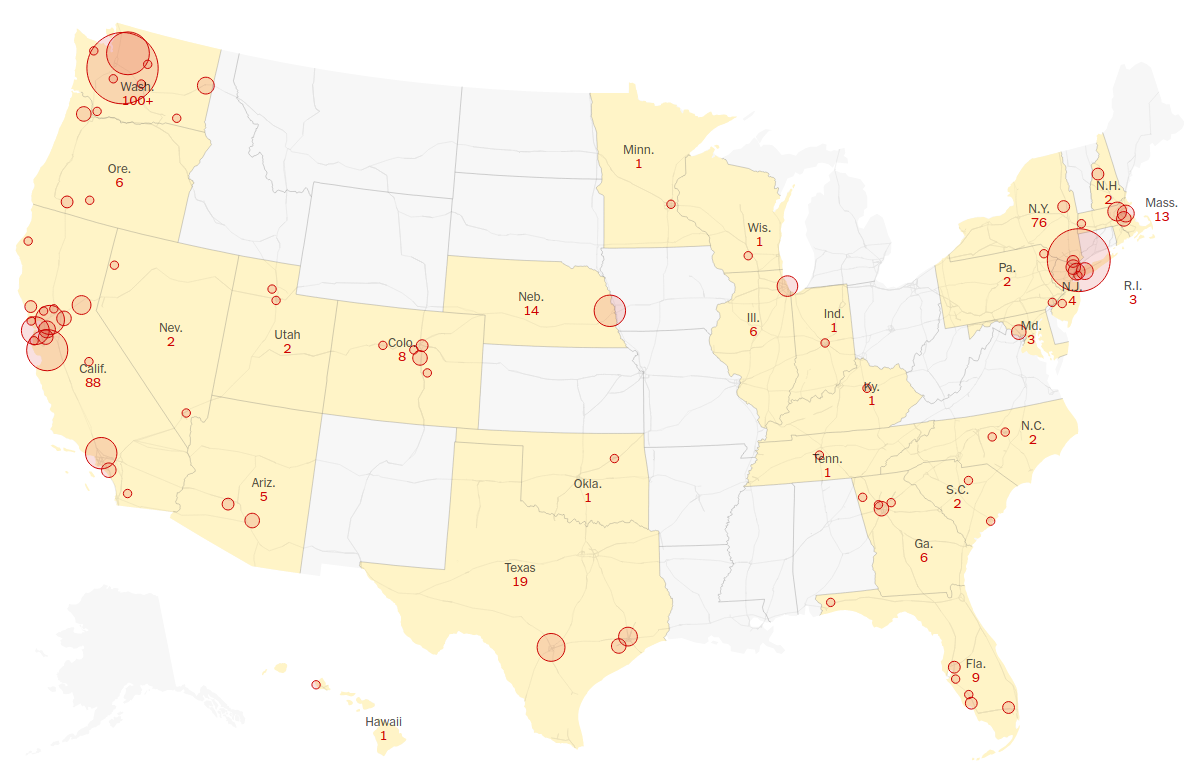 Wash.
100+
Ore.
6
Minn.
1
Wis.
1
N.Y.
76
N.H.
2
Mass.
13
Pa.
2
N.J.
4
R.I.
3
Neb.
14
Nev.
2
Utah
2
Colo.
8
Ill.
6
Ind.
1
Md.
3
Calif.
88
Ky.
1
N.C.
2
Tenn.
1
Ariz.
5
Okla.
1
S.C.
2
Ga.
6
Texas
19
Fla.
9
Hawaii
1